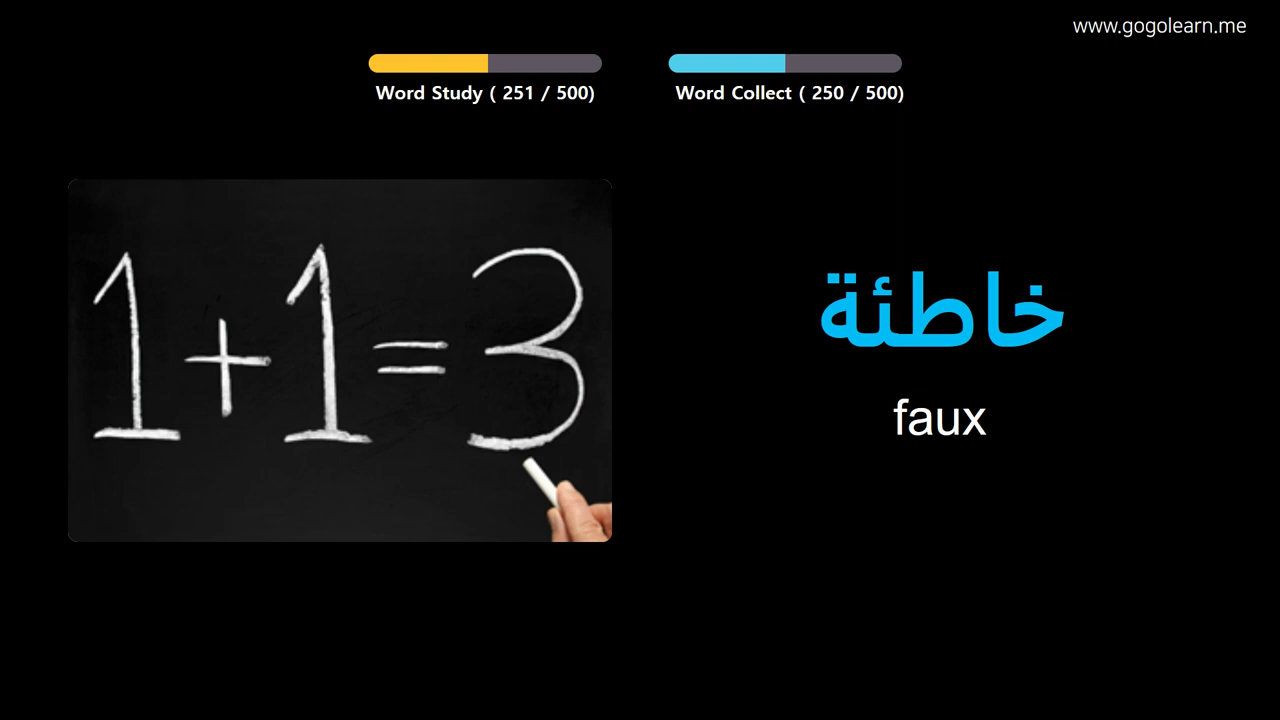 www.gogolearn.me
Word Study ( 251 / 500)
Word Collect ( 250 / 500)
1+1=3
خاطئة
faux